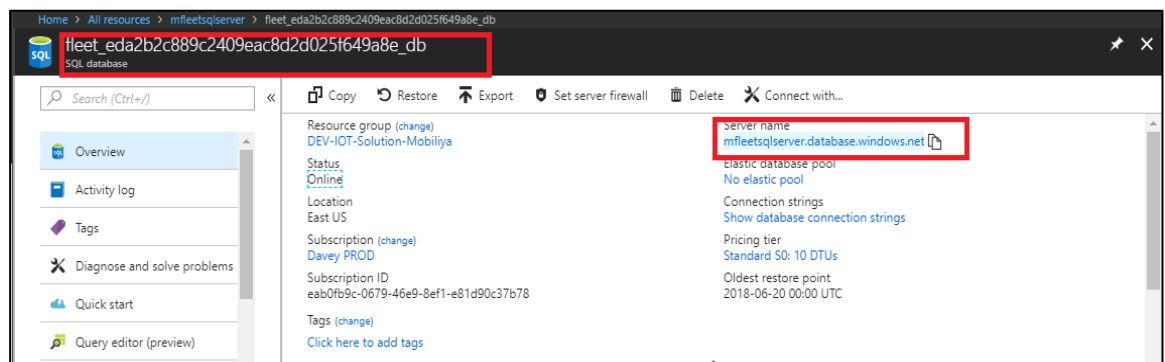 Home > All resources > mfleetsqlserver > fleet_eda2b2c889c2409eac8d2d025f649a8e_db
SQL
fleet_eda2b2c889c2409eac8d2d025f649a8e_db
SQL database
Search (Ctrl+/)
«
Overview
Activity log
Tags
Diagnose and solve problems
Quick start
Query editor (preview)
Copy Restore Export Set server firewall Delete Connect with...
Resource group (change)
DEV-IOT-Solution-Mobiliya
Status
Online
Location
East US
Subscription (change)
Davey PROD
Subscription ID
eab0fb9c-0679-46e9-8ef1-e81d90c37b78
Tags (change)
Click here to add tags
Server name
mfleetsqlserver.database.windows.net
Elastic database pool
No elastic pool
Connection strings
Show database connection strings
Pricing tier
Standard S0: 10 DTUs
Oldest restore point
2018-06-20 00:00 UTC